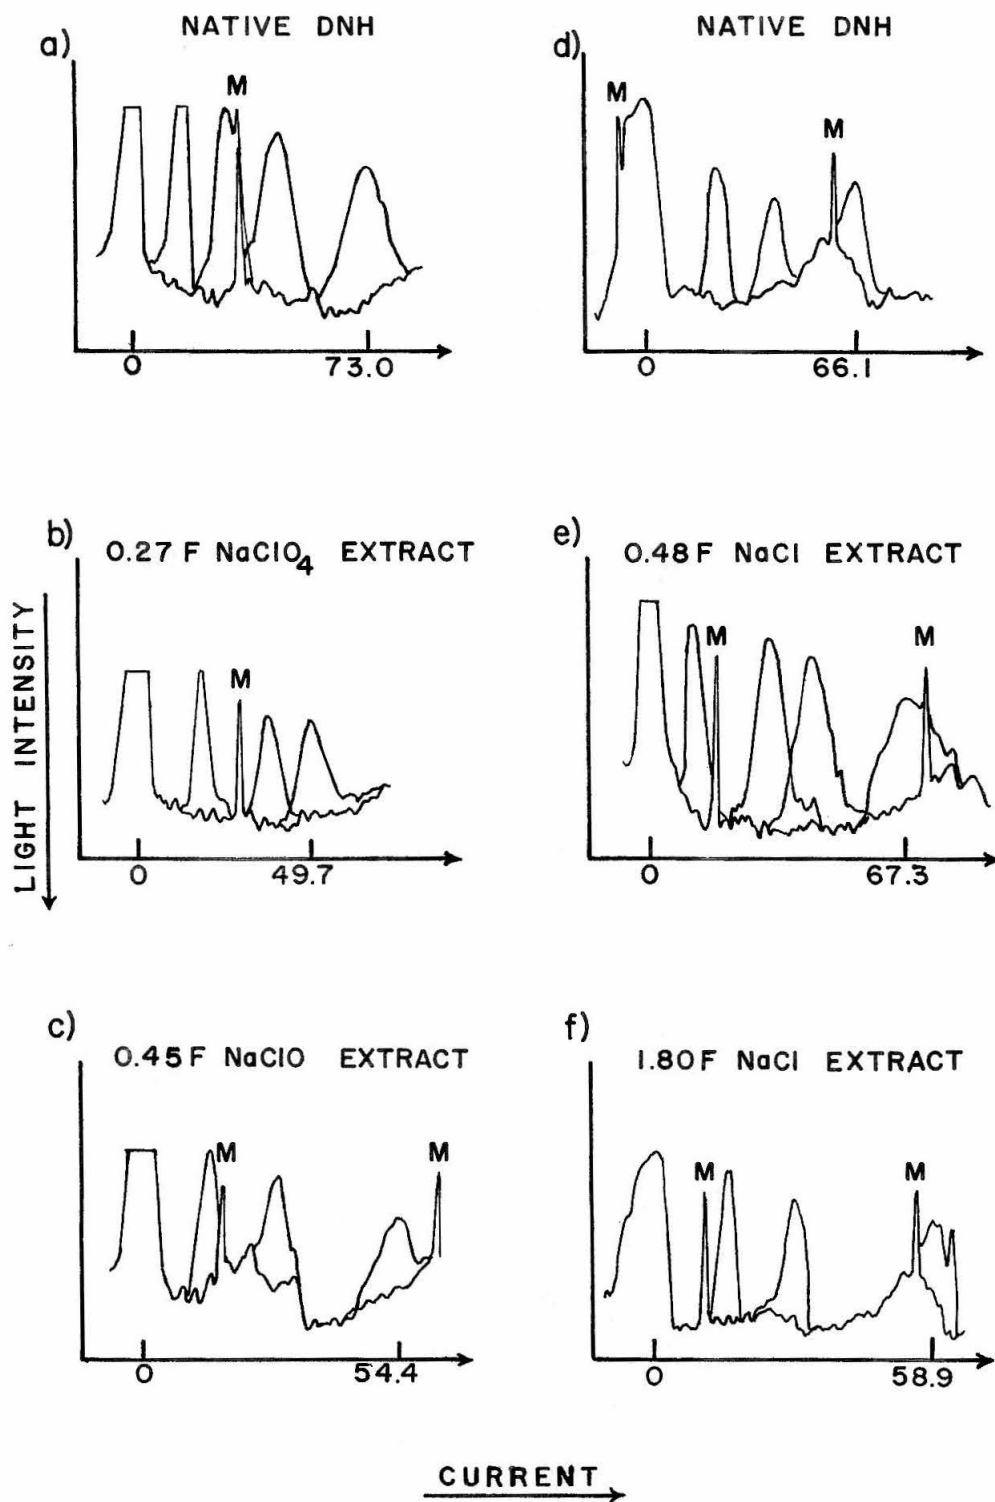 a)
NATIVE DNH
M
0
73.0
d)
NATIVE DNH
M
M
0
66.1
b)
0.27 F NaClO4 EXTRACT
M
0
49.7
e)
0.48 F NaCl EXTRACT
M
M
0
67.3
c)
0.45 F NaClO EXTRACT
M
M
0
54.4
f)
1.80 F NaCl EXTRACT
M
M
0
58.9
LIGHT INTENSITY
CURRENT